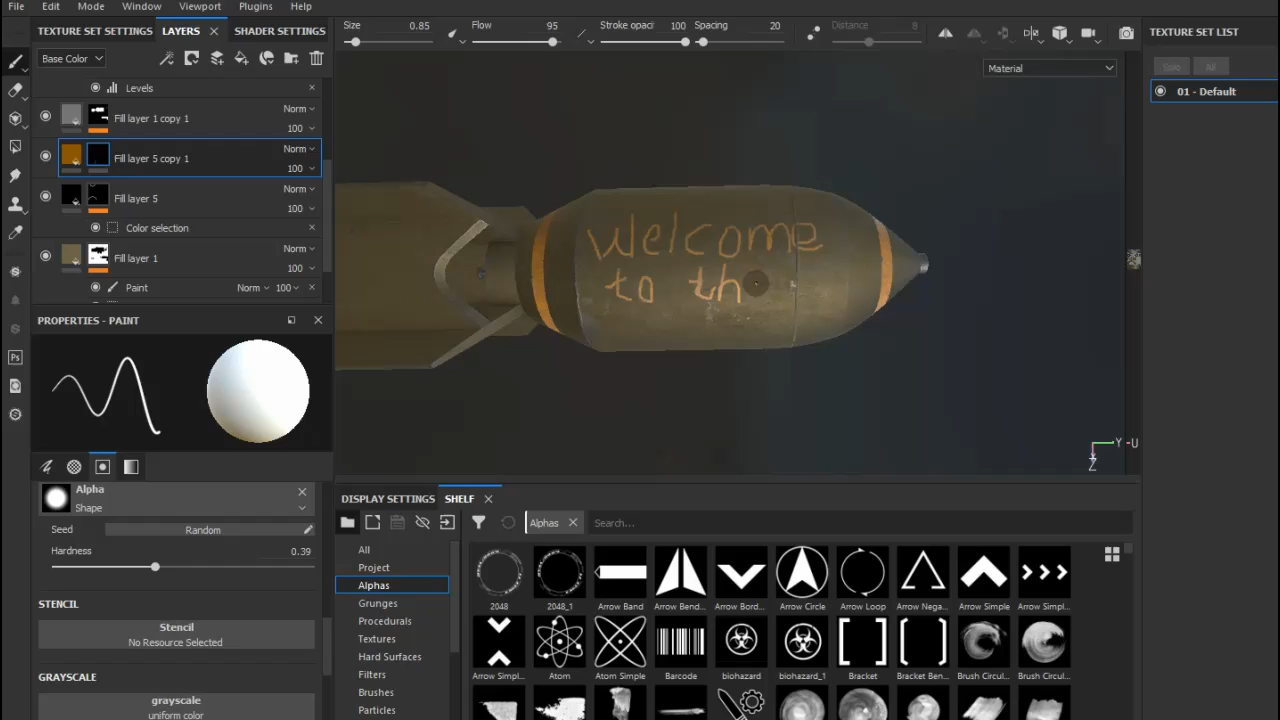 File Edit Mode Window Viewport Plugins Help
TEXTURE SET SETTINGS LAYERS × SHADER SETTINGS
Size 0.85 Flow 95 Stroke opaci 100 Spacing 20 Distance 8
TEXTURE SET LIST
Base Color
Material
Solo All
01 - Default
Levels
Fill layer 1 copy 1 Norm 100
Fill layer 5 copy 1 Norm 100
Fill layer 5 Norm 100
Color selection
Fill layer 1 Norm 100
Paint Norm 100
Welcome
to th
PROPERTIES - PAINT
Y -U
Z
Alpha
Shape
Seed Random
Hardness 0.39
STENCIL
Stencil
No Resource Selected
GRAYSCALE
grayscale
uniform color
DISPLAY SETTINGS SHELF
Alphas Search...
All
Project
Alphas
Grunges
Procedurals
Textures
Hard Surfaces
Filters
Brushes
Particles
2048 2048_1 Arrow Band Arrow Bend... Arrow Bord... Arrow Circle Arrow Loop Arrow Nega... Arrow Simple Arrow Simpl...
Arrow Simpl... Atom Atom Simple Barcode biohazard biohazard_1 Bracket Bracket Ben... Brush Circul... Brush Circul...
Ps